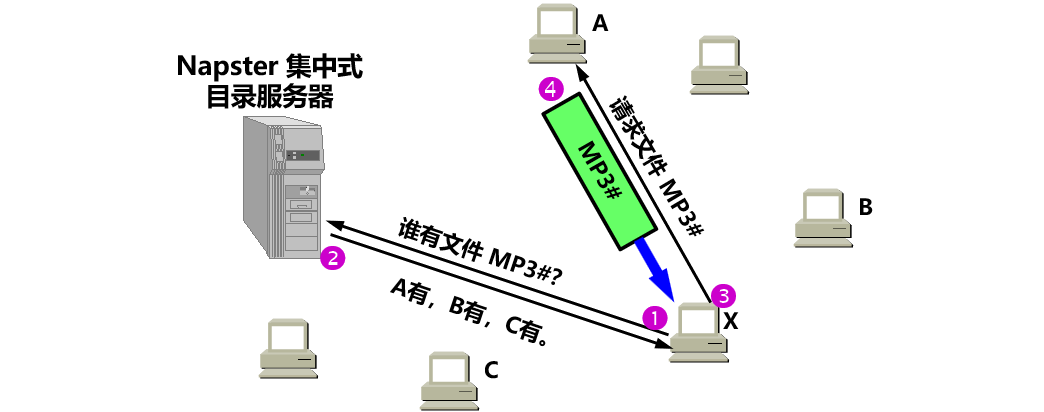 A
Napster 集中式
目录服务器
4
请求文件 MP3#
MP3#
B
谁有文件 MP3#?
2
A有，B有，C有。
3
1
X
C